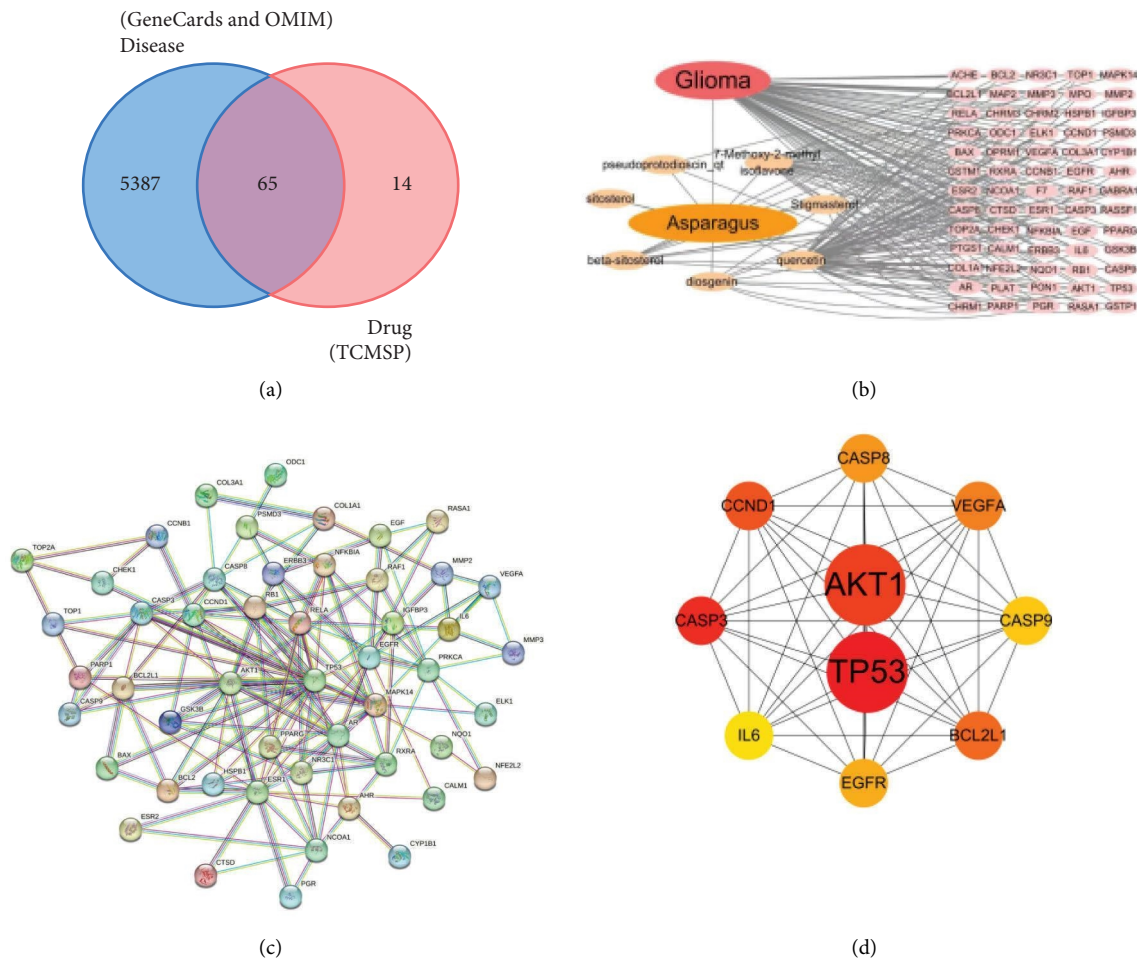 (GeneCards and OMIM)
Disease
5387
65
14
Drug
(TCMSP)
(a)
Glioma
pseudoprotodioscin_qt
7-Methoxy-2-methyl
isoflavone
sitosterol
Stigmasterol
Asparagus
beta-sitosterol
quercetin
diosgenin
ACHE BCL2 NR3C1 TOP1 MAPK14
BCL2L1 MAP2 MMP3 MPO MMP2
RELA CHRM3 CHRM2 HSPB1 IGFBP3
PRKCA ODC1 ELK1 CCND1 PSMD3
BAX OPRM1 VEGFA COL3A1 CYP1B1
GSTM1 RXRA CCNB1 EGFR AHR
ESR2 NCOA1 F7 RAF1 GABRA1
CASP8 CTSD ESR1 CASP3 RASSF1
TOP2A CHEK1 NFKBIA EGF PPARG
PTGS1 CALM1 ERBB3 IL6 GSK3B
COL1A1 NFE2L2 NQO1 RB1 CASP9
AR PLAT PON1 AKT1 TP53
CHRM1 PARP1 PGR RASA1 GSTP1
(b)
ODC1
COL3A1
COL1A1
PSMD3
EGF
RASA1
CCNB1
TOP2A
NFKBIA
CHEK1
CASP8
ERBB3
RAF1
MMP2
VEGFA
TOP1
CASP3
CCND1
RB1
RELA
IGFBP3
IL6
MMP3
EGFR
PARP1
BCL2L1
AKT1
TP53
PRKCA
CASP9
MAPK14
ELK1
GSK3B
AR
PPARG
NQO1
BAX
BCL2
HSPB1
NR3C1
RXRA
NFE2L2
ESR1
CALM1
ESR2
AHR
NCOA1
CYP1B1
CTSD
PGR
(c)
CASP8
CCND1
VEGFA
AKT1
CASP3
CASP9
TP53
IL6
BCL2L1
EGFR
(d)